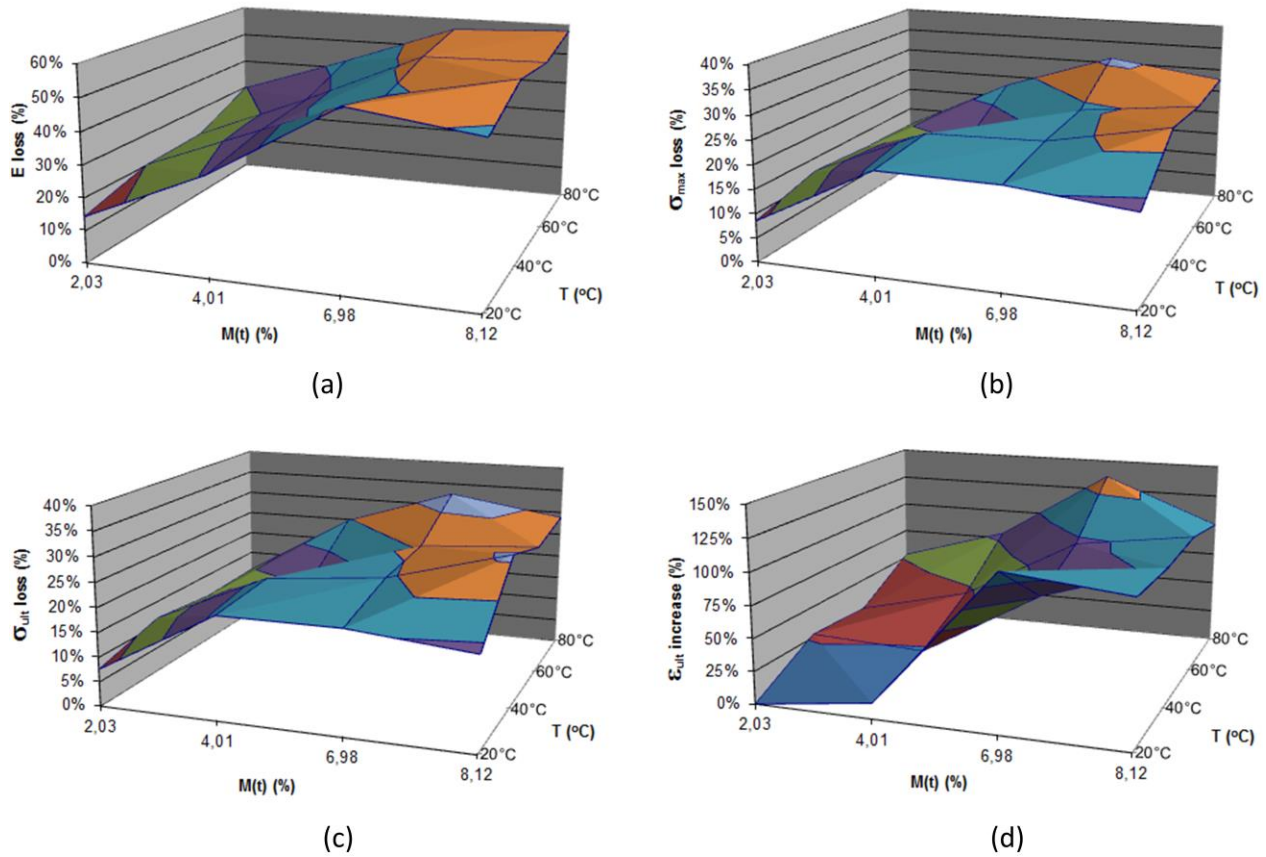 60%
50%
40%
30%
20%
10%
0%
E loss (%)
2,03
4,01
6,98
8,12
M(t) (%)
20°C
40°C
60°C
80°C
T (ºC)
(a)
40%
35%
30%
25%
20%
15%
10%
5%
0%
σmax loss (%)
2,03
4,01
6,98
8,12
M(t) (%)
20°C
40°C
60°C
80°C
T (ºC)
(b)
40%
35%
30%
25%
20%
15%
10%
5%
0%
σult loss (%)
2,03
4,01
6,98
8,12
M(t) (%)
20°C
40°C
60°C
80°C
T (ºC)
(c)
150%
125%
100%
75%
50%
25%
0%
εult increase (%)
2,03
4,01
6,98
8,12
M(t) (%)
20°C
40°C
60°C
80°C
T (ºC)
(d)